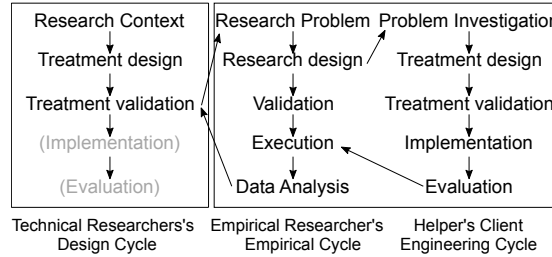 Research Context
Treatment design
Treatment validation
(Implementation)
(Evaluation)
Technical Researchers's
Design Cycle
Research Problem
Research design
Validation
Execution
Data Analysis
Empirical Researcher's
Empirical Cycle
Problem Investigation
Treatment design
Treatment validation
Implementation
Evaluation
Helper's Client
Engineering Cycle